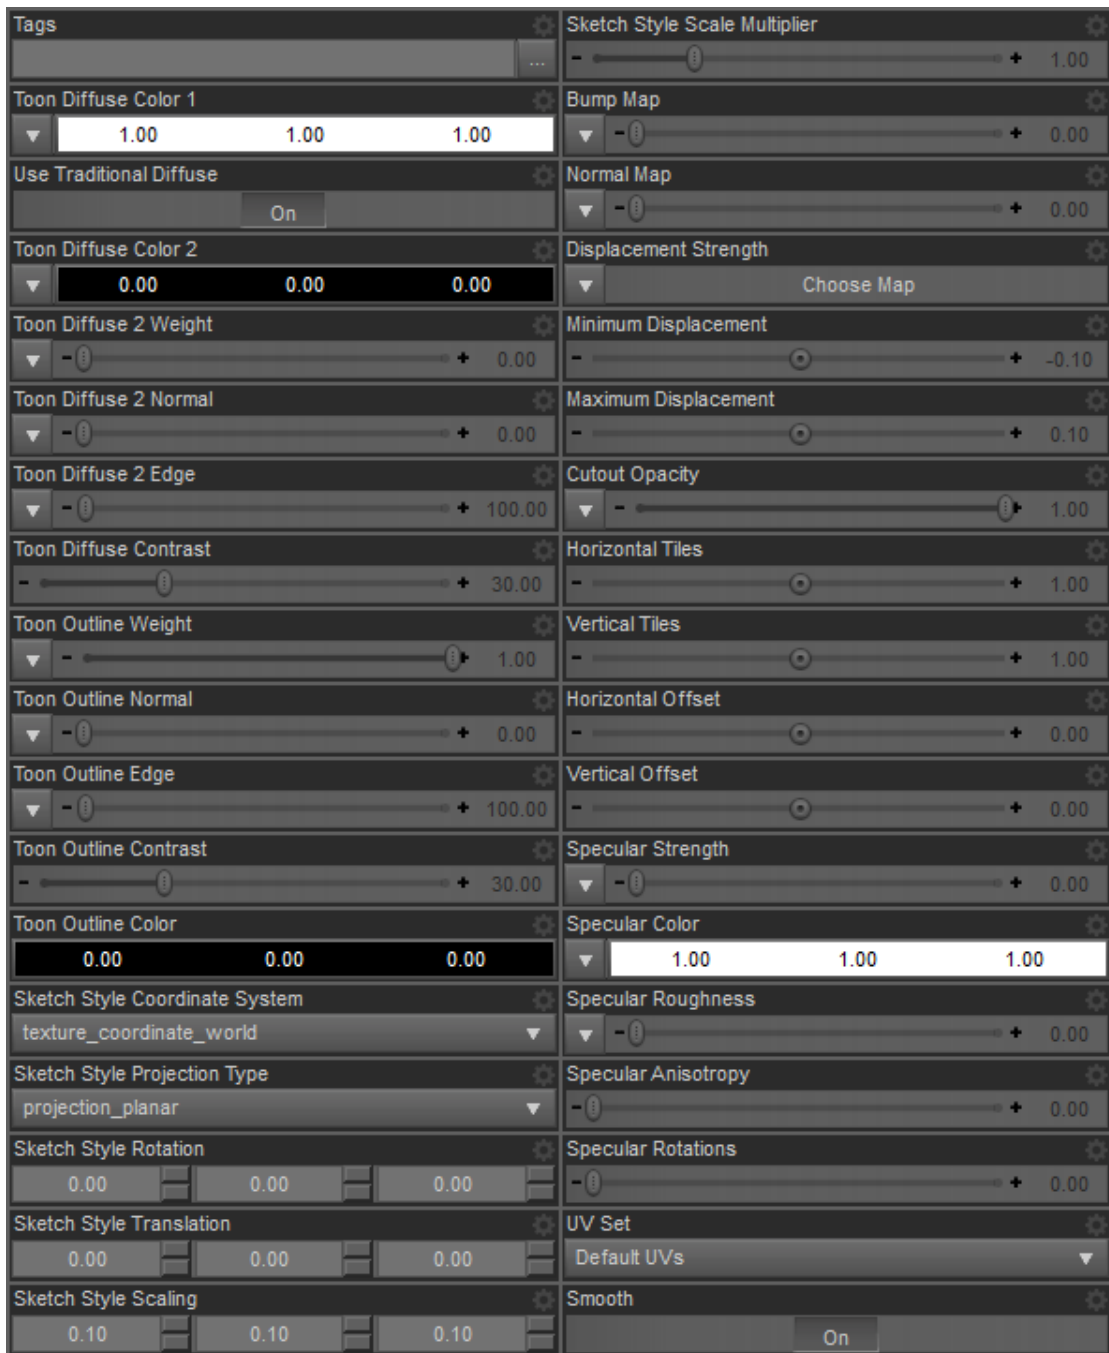 Tags
...
Toon Diffuse Color 1
1.00 1.00 1.00
Use Traditional Diffuse
On
Toon Diffuse Color 2
0.00 0.00 0.00
Toon Diffuse 2 Weight
- + 0.00
Toon Diffuse 2 Normal
- + 0.00
Toon Diffuse 2 Edge
- + 100.00
Toon Diffuse Contrast
- + 30.00
Toon Outline Weight
- + 1.00
Toon Outline Normal
- + 0.00
Toon Outline Edge
- + 100.00
Toon Outline Contrast
- + 30.00
Toon Outline Color
0.00 0.00 0.00
Sketch Style Coordinate System
texture_coordinate_world
Sketch Style Projection Type
projection_planar
Sketch Style Rotation
0.00 0.00 0.00
Sketch Style Translation
0.00 0.00 0.00
Sketch Style Scaling
0.10 0.10 0.10
Sketch Style Scale Multiplier
- + 1.00
Bump Map
- + 0.00
Normal Map
- + 0.00
Displacement Strength
Choose Map
Minimum Displacement
- + -0.10
Maximum Displacement
- + 0.10
Cutout Opacity
- + 1.00
Horizontal Tiles
- + 1.00
Vertical Tiles
- + 1.00
Horizontal Offset
- + 0.00
Vertical Offset
- + 0.00
Specular Strength
- + 0.00
Specular Color
1.00 1.00 1.00
Specular Roughness
- + 0.00
Specular Anisotropy
- + 0.00
Specular Rotations
- + 0.00
UV Set
Default UVs
Smooth
On